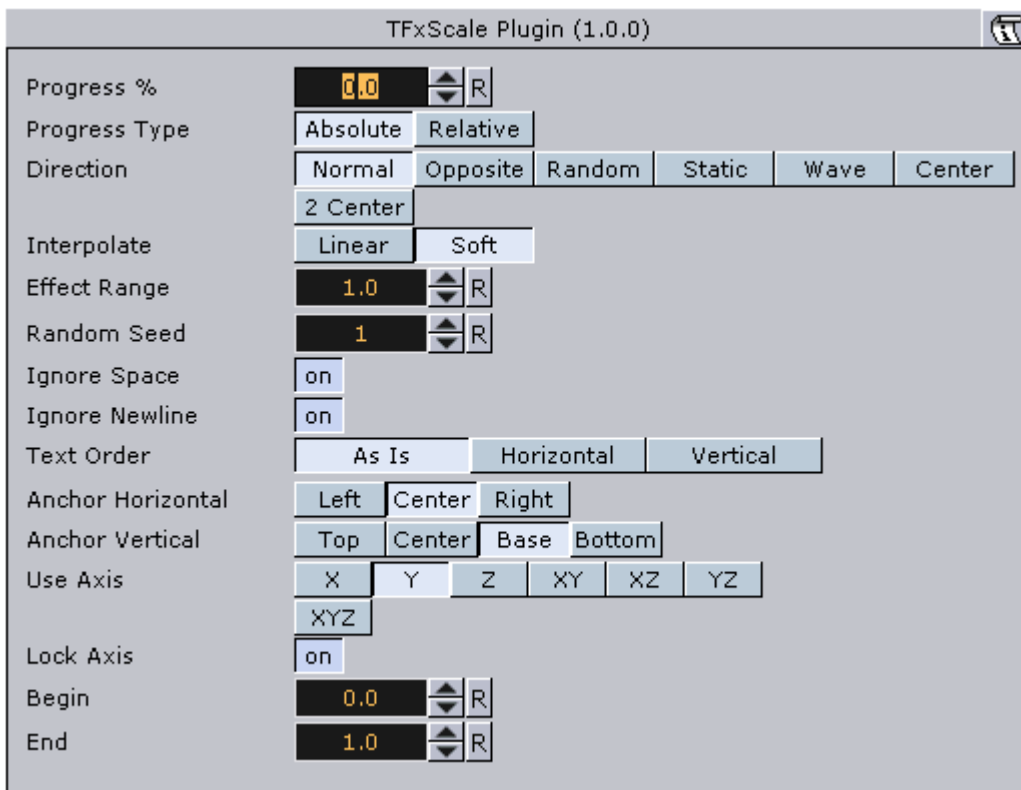 TFxScale Plugin (1.0.0)
Progress % 0.0 R
Progress Type Absolute Relative
Direction Normal Opposite Random Static Wave Center
2 Center
Interpolate Linear Soft
Effect Range 1.0 R
Random Seed 1 R
Ignore Space on
Ignore Newline on
Text Order As Is Horizontal Vertical
Anchor Horizontal Left Center Right
Anchor Vertical Top Center Base Bottom
Use Axis X Y Z XY XZ YZ
XYZ
Lock Axis on
Begin 0.0 R
End 1.0 R